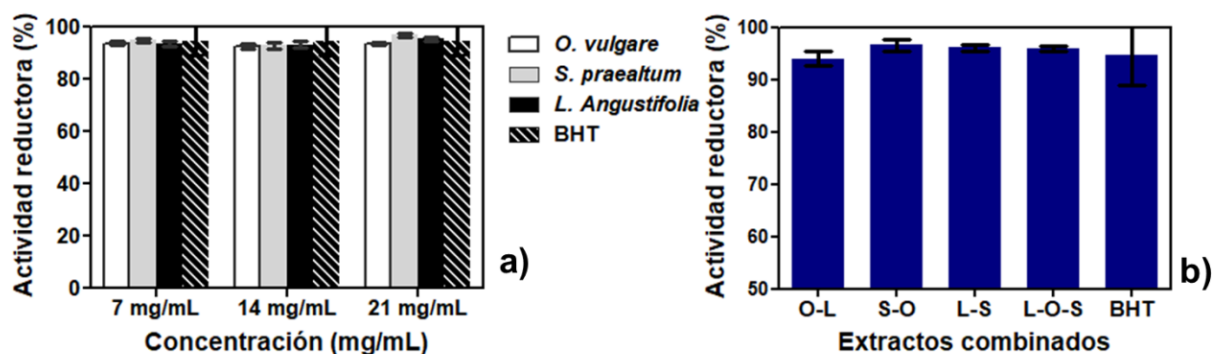 Actividad reductora (%)
100
80
60
40
20
0
7 mg/mL 14 mg/mL 21 mg/mL
Concentración (mg/mL)
O. vulgare
S. praealtum
L. Angustifolia
BHT
a)
Actividad reductora (%)
100
90
80
70
60
50
O-L S-O L-S L-O-S BHT
Extractos combinados
b)